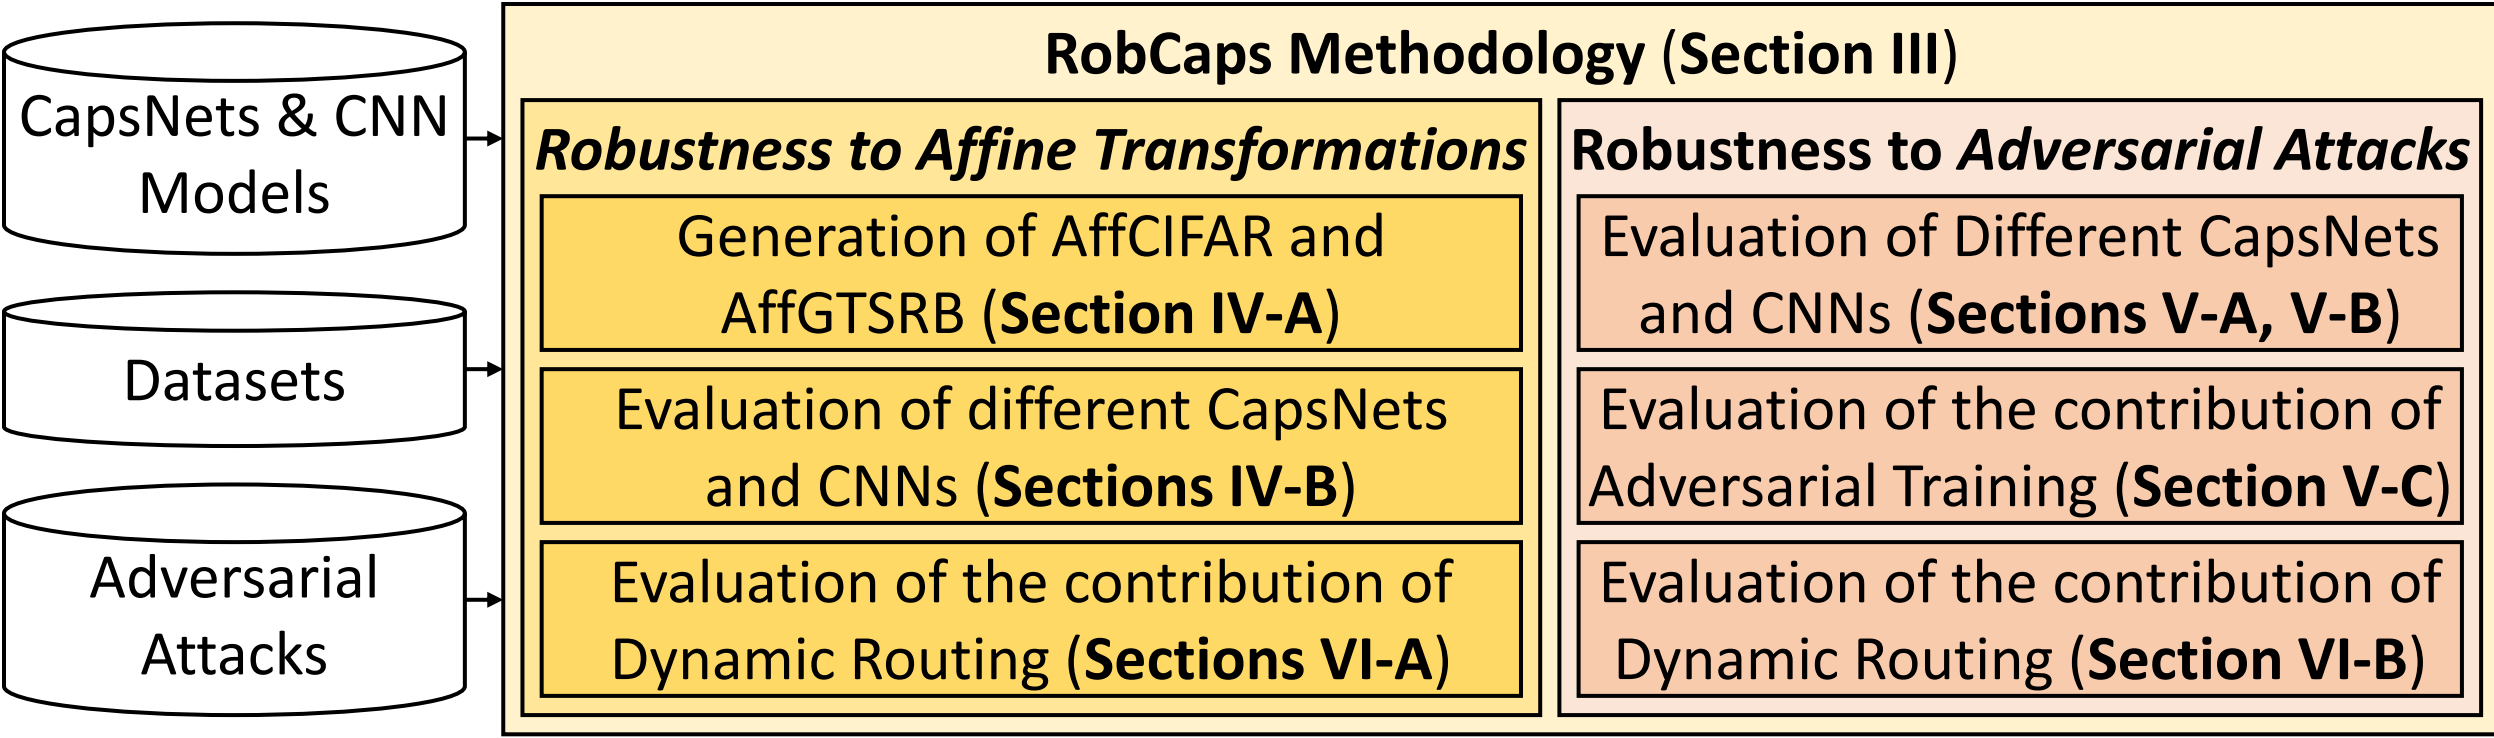 CapsNets & CNN
Models
Datasets
Adversarial
Attacks
RobCaps Methodology (Section III)
Robustness to Affine Transformations
Generation of AffCIFAR and
AffGTSRB (Section IV-A)
Evaluation of different CapsNets
and CNNs (Sections IV-B)
Evaluation of the contribution of
Dynamic Routing (Sections VI-A)
Robustness to Adversarial Attacks
Evaluation of Different CapsNets
and CNNs (Sections V-A, V-B)
Evaluation of the contribution of
Adversarial Training (Section V-C)
Evaluation of the contribution of
Dynamic Routing (Section VI-B)